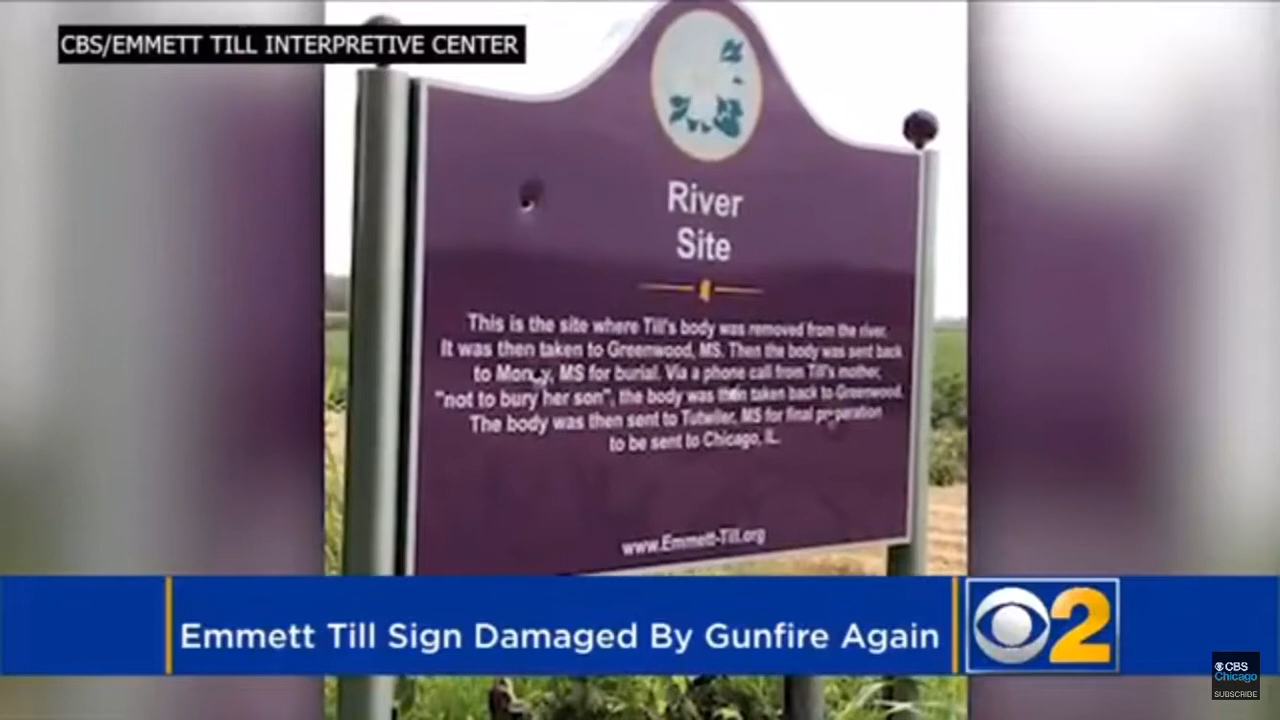 CBS/EMMETT TILL INTERPRETIVE CENTER
River
Site
This is the site where Till's body was removed from the river.
It was then taken to Greenwood, MS. Then the body was sent back
to Money, MS for burial. Via a phone call from Till's mother,
"not to bury her son", the body was then taken back to Greenwood.
The body was then sent to Tutwiler, MS for final preparation
to be sent to Chicago, IL.
www.Emmett-Till.org
Emmett Till Sign Damaged By Gunfire Again
2
CBS
Chicago
SUBSCRIBE